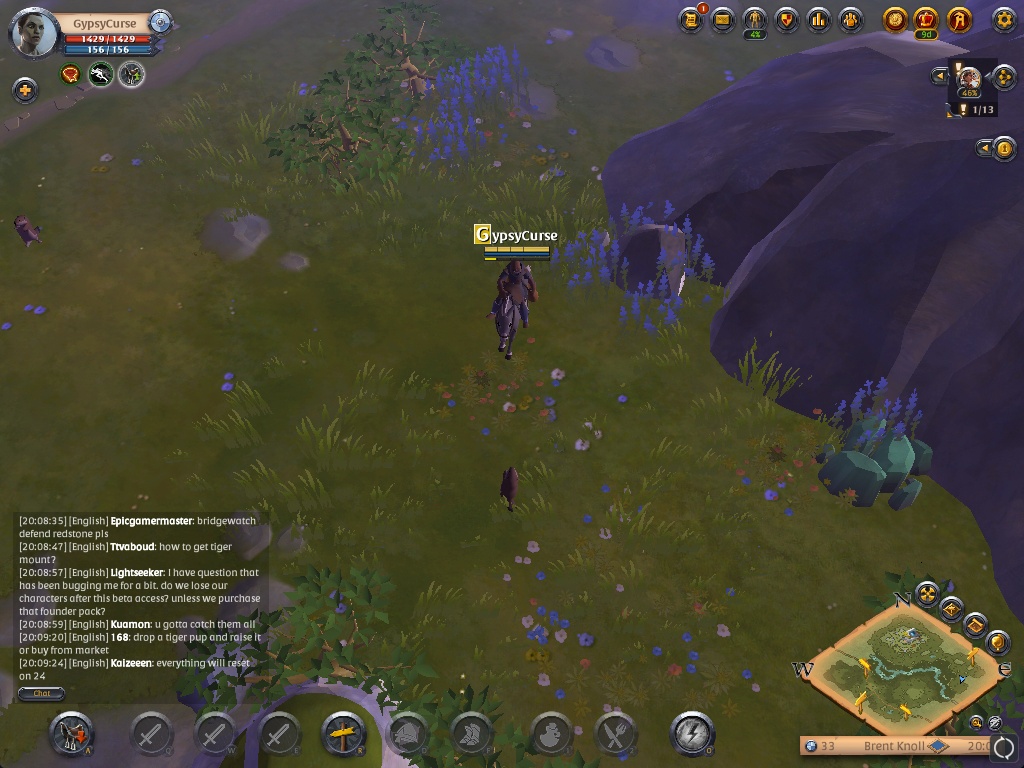 GypsyCurse
1429 / 1429
156 / 156
1
4%
9d
46%
1/13
GypsyCurse
[20:08:35] [English] Epicgamermaster: bridgewatch
defend redstone pls
[20:08:47] [English] Ttvaboud: how to get tiger
mount?
[20:08:57] [English] Lightseeker: I have question that
has been bugging me for a bit. do we lose our
characters after this beta access? unless we purchase
that founder pack?
[20:08:59] [English] Kuamon: u gotta catch them all
[20:09:20] [English] 168: drop a tiger pup and raise it
or buy from market
[20:09:24] [English] Kaizeeen: everything will reset
on 24
Chat
N
W
E
A
Q
W
E
R
33 Brent Knoll